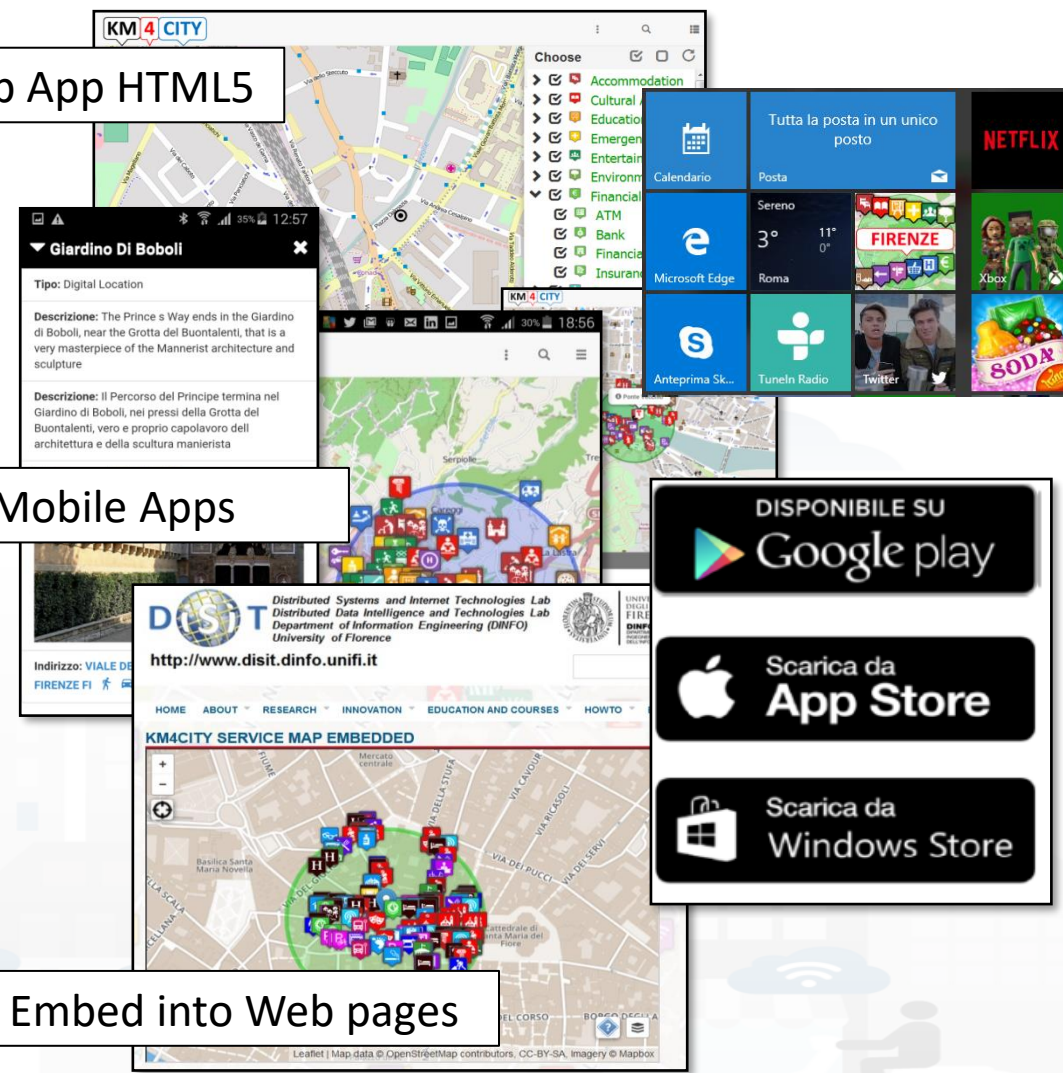 KM4CITY
App HTML5
Choose
Accommodation
Cultural
ATM
Bank
Calendario
Tutta la posta in un unico
posto
Posta
NETFLIX
Microsoft Edge
Sereno
3° 11°
0°
Roma
FIRENZE
Xbox
Anteprima Sk...
TuneIn Radio
Twitter
SODA
35% 12:57
Giardino Di Boboli
Tipo: Digital Location
Descrizione: The Prince s Way ends in the Giardino
di Boboli, near the Grotta del Buontalenti, that is a
very masterpiece of the Mannerist architecture and
sculpture
Descrizione: Il Percorso del Principe termina nel
Giardino di Boboli, nei pressi della Grotta del
Buontalenti, vero e proprio capolavoro dell
architettura e della scultura manierista
KM4CITY
30% 18:56
Serpiolle
Careggi
La Lastra
Mobile Apps
Indirizzo: VIALE
FIRENZE FI
DISIT
Distributed Systems and Internet Technologies Lab
Distributed Data Intelligence and Technologies Lab
Department of Information Engineering (DINFO)
University of Florence
http://www.disit.dinfo.unifi.it
HOME ABOUT RESEARCH INNOVATION EDUCATION AND COURSES HOWTO
KM4CITY SERVICE MAP EMBEDDED
Mercato
centrale
VIA DELLA STUFA
VIA CAVOUR
VIA RICASOLI
VIA DEI PUCCI
VIA DEI SERVI
Basilica Santa
Maria Novella
Cattedrale di
Santa Maria del
Fiore
Embed into Web pages
Leaflet | Map data © OpenStreetMap contributors, CC-BY-SA, Imagery © Mapbox
DISPONIBILE SU
Google play
Scarica da
App Store
Scarica da
Windows Store